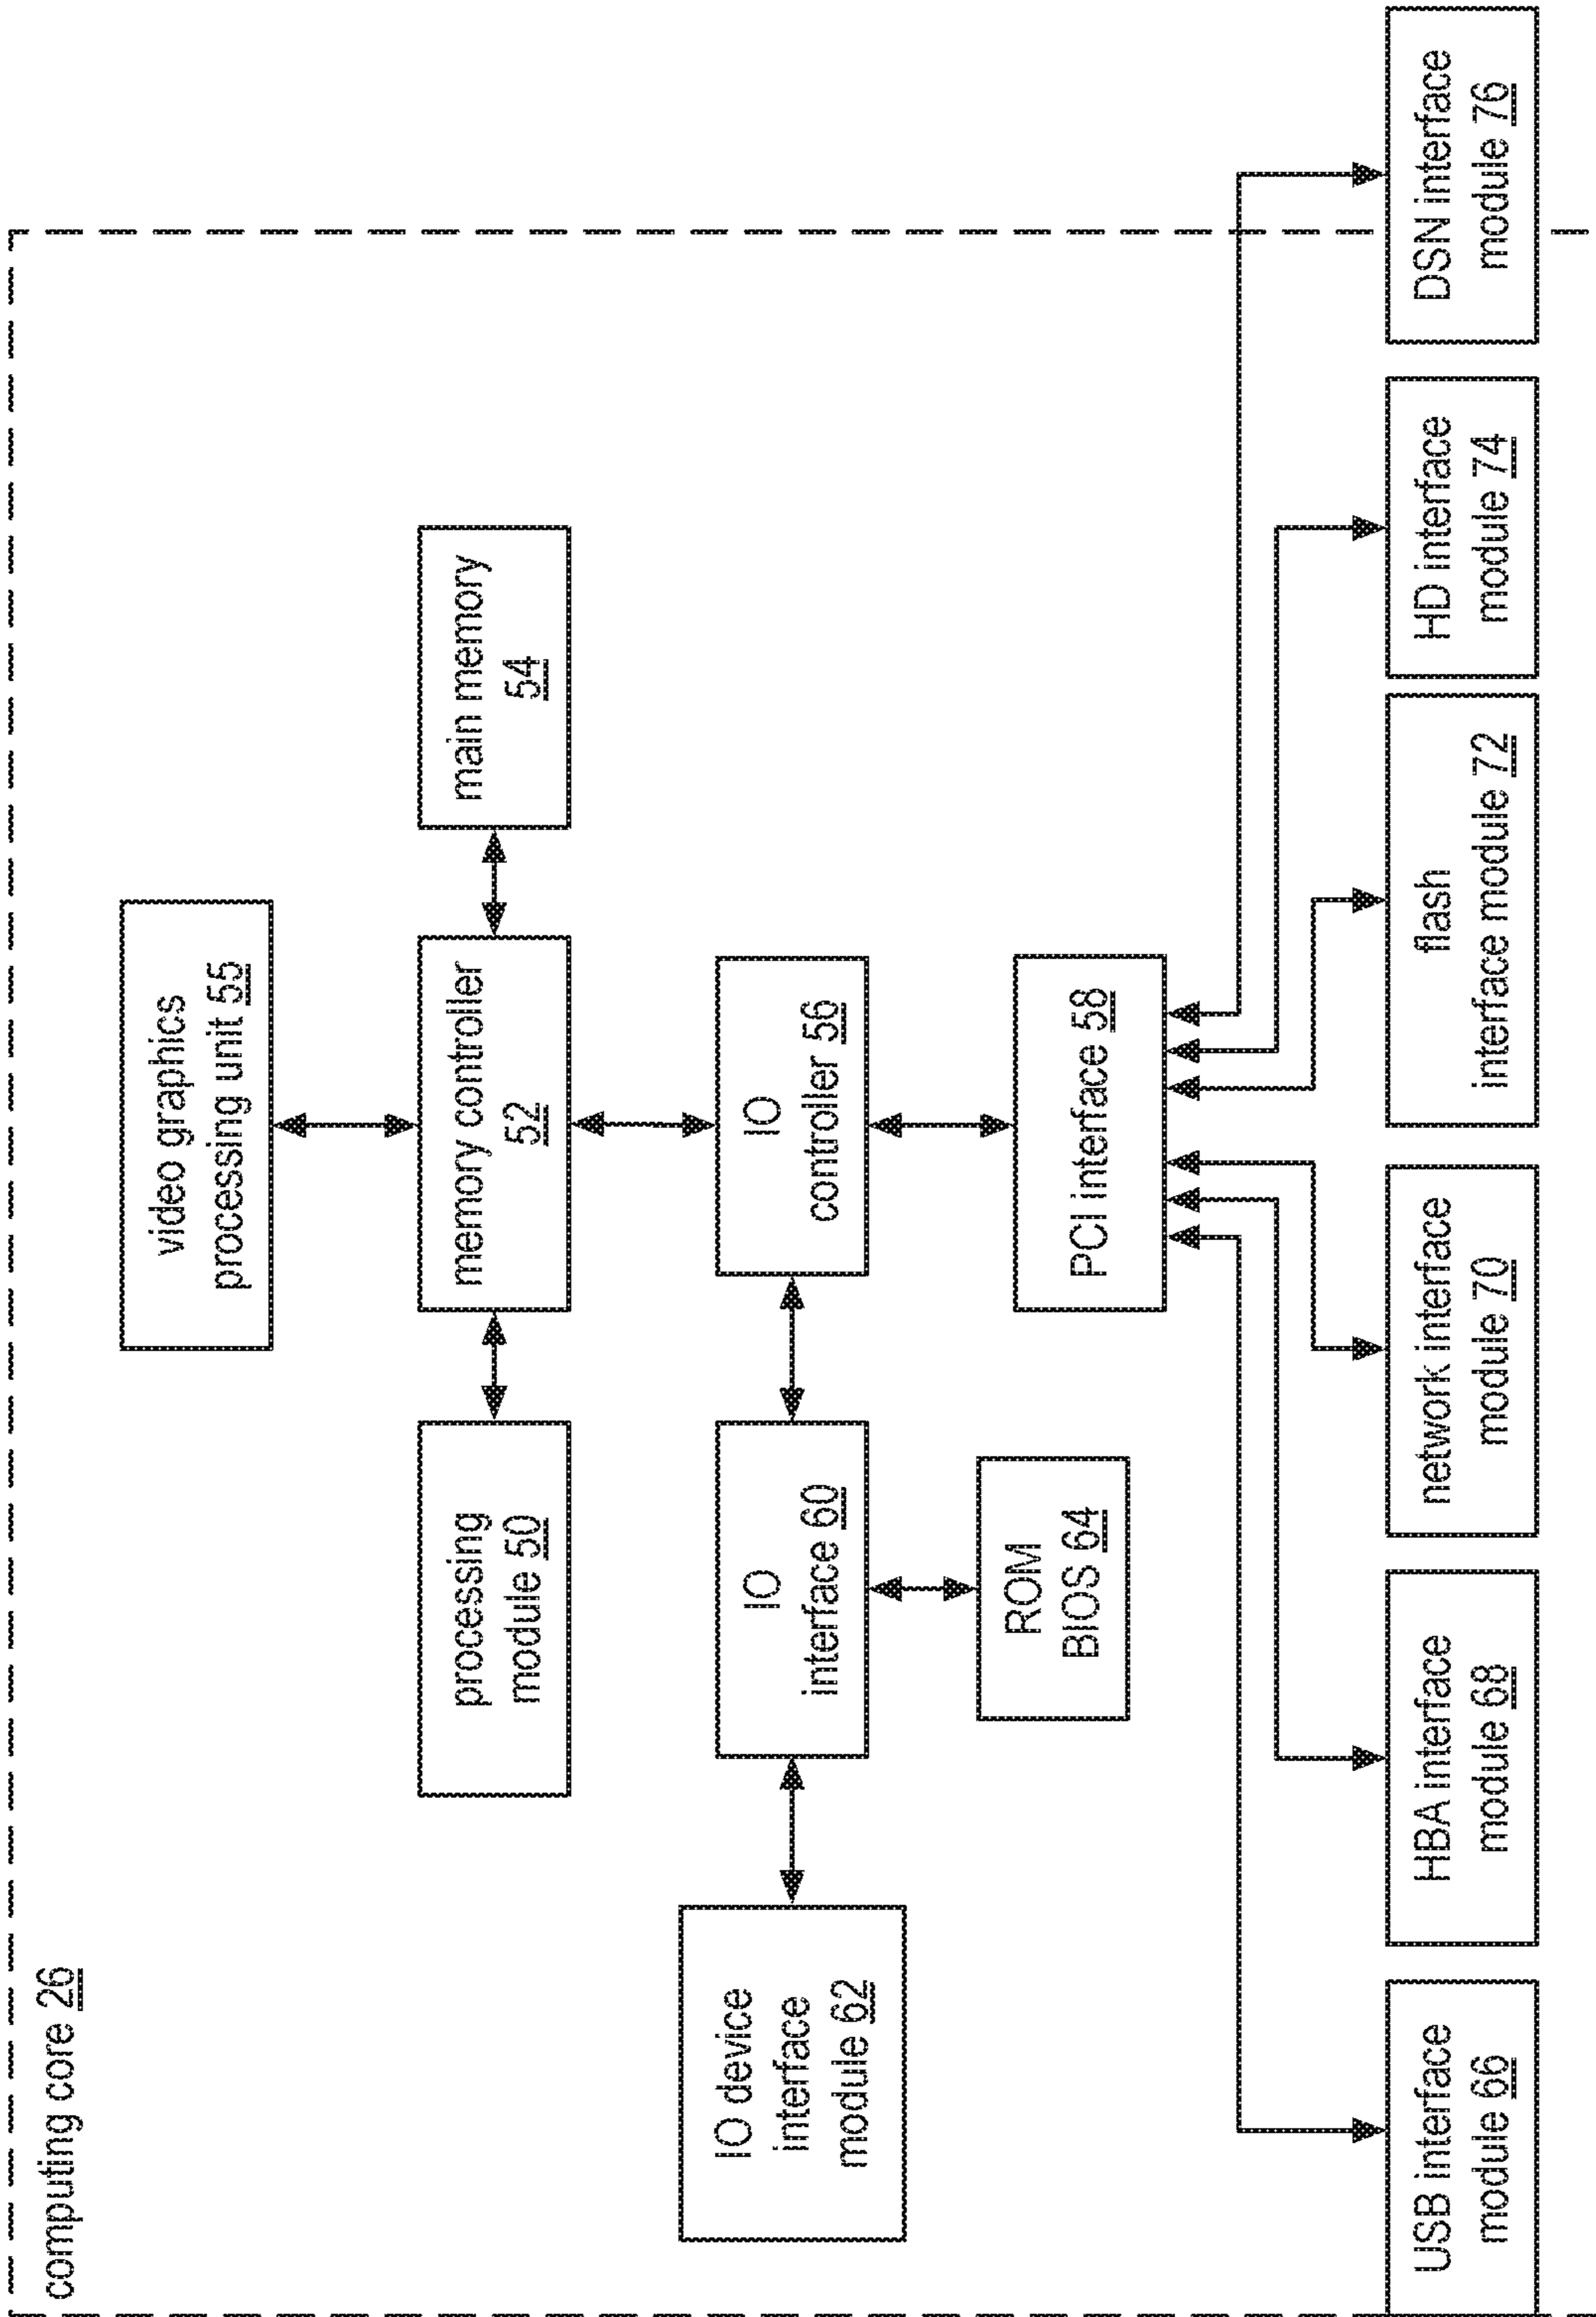 computing core 26
video graphics
processing unit 55
processing
module 50
memory controller
52
main memory
54
IO device
interface
module 62
IO
interface 60
IO
controller 56
ROM
BIOS 64
PCI interface 58
USB interface
module 66
HBA interface
module 68
network interface
module 70
flash
interface module 72
HD interface
module 74
DSN interface
module 76